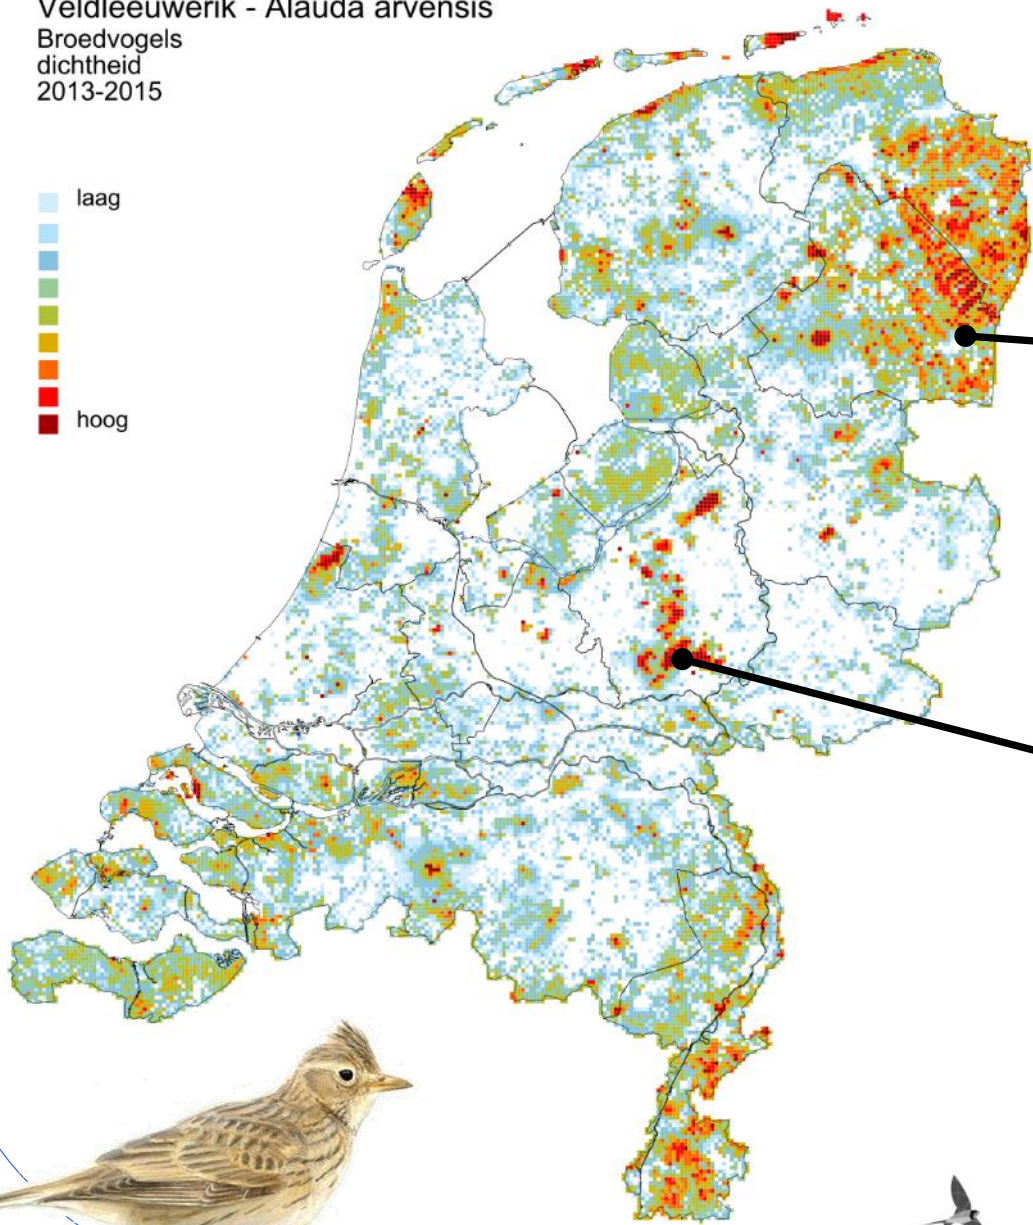 Veldleeuwerik - Alauda arvensis
Broedvogels
dichtheid
2013-2015
laag
hoog